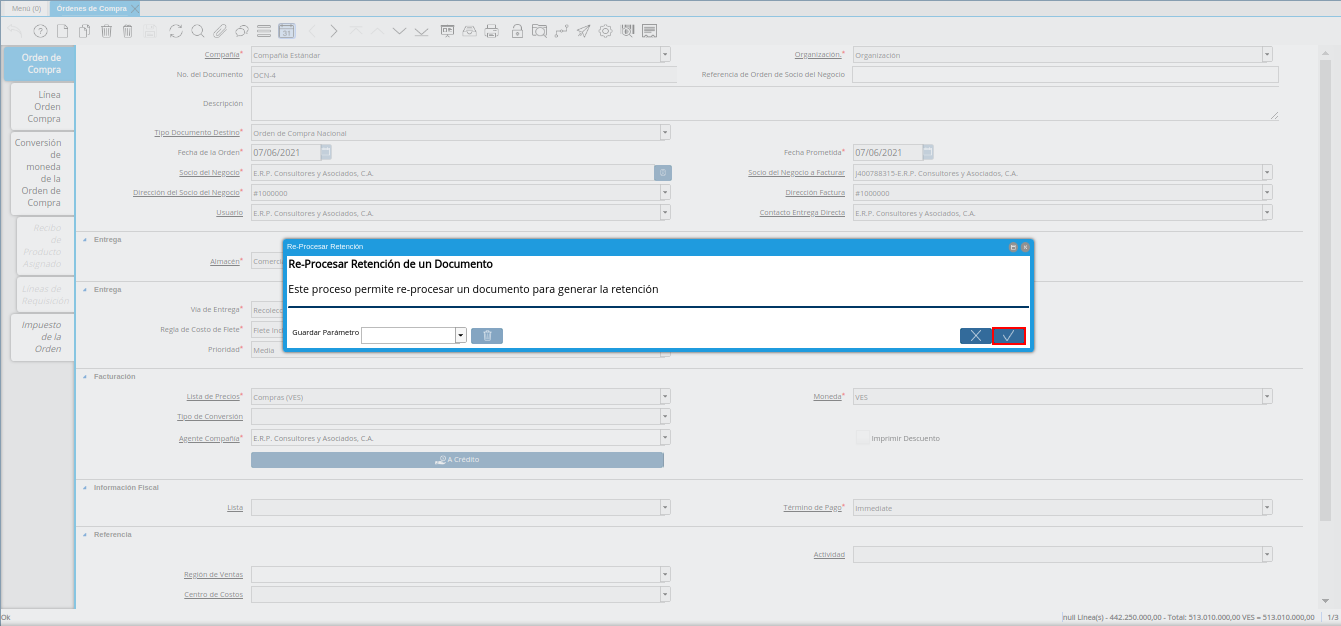 Menú (0)
Órdenes de Compra
Orden de
Compra
Línea
Orden
Compra
Conversión
de
moneda
de la
Orden de
Compra
Recibo
de
Producto
Asignado
Líneas de
Requisición
Impuesto
de la
Orden
31
Compañía* Compañía Estándar Organización.* Organización
No. del Documento OCN-4 Referencia de Orden de Socio del Negocio
Descripción
Tipo Documento Destino* Orden de Compra Nacional
Fecha de la Orden* 07/06/2021 Fecha Prometida* 07/06/2021
Socio del Negocio* E.R.P. Consultores y Asociados, C.A. Socio del Negocio a Facturar J400788315-E.R.P. Consultores y Asociados, C.A.
Dirección del Socio del Negocio* #1000000 Dirección Factura #1000000
Usuario E.R.P. Consultores y Asociados, C.A. Contacto Entrega Directa E.R.P. Consultores y Asociados, C.A.
Entrega
Almacén* Comerci
Entrega
Vía de Entrega* Recolecc
Regla de Costo de Flete* Flete Inc
Prioridad* Media
Re-Procesar Retención
Re-Procesar Retención de un Documento
Este proceso permite re-procesar un documento para generar la retención
Guardar Parámetro
Facturación
Lista de Precios* Compras (VES) Moneda* VES
Tipo de Conversión
Agente Compañía* E.R.P. Consultores y Asociados, C.A. Imprimir Descuento
A Crédito
Información Fiscal
Lista Término de Pago* Immediate
Referencia
Actividad
Región de Ventas
Centro de Costos
Ok null Línea(s) - 442.250.000,00 - Total: 513.010.000,00 VES = 513.010.000,00 1/3